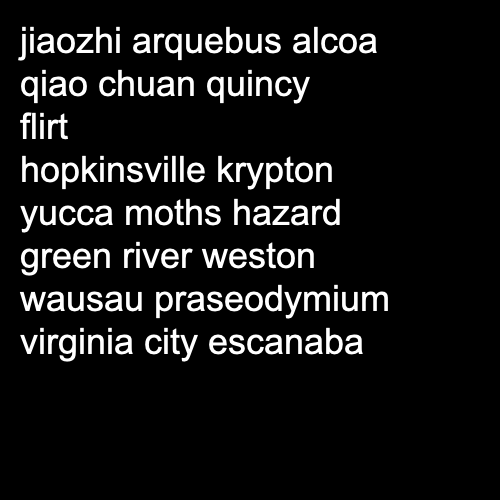 jiaozhi arquebus alcoa
qiao chuan quincy
flirt
hopkinsville krypton
yucca moths hazard
green river weston
wausau praseodymium
virginia city escanaba